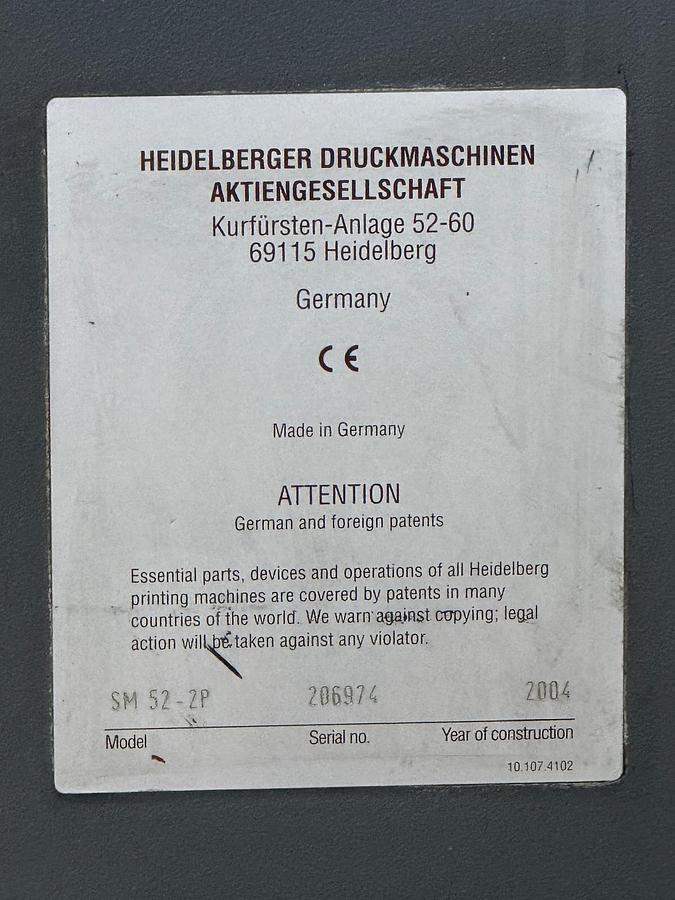 HEIDELBERGER DRUCKMASCHINEN
AKTIENGESELLSCHAFT
Kurfürsten-Anlage 52-60
69115 Heidelberg
Germany
CE
Made in Germany
ATTENTION
German and foreign patents
Essential parts, devices and operations of all Heidelberg
printing machines are covered by patents in many
countries of the world. We warn against copying; legal
action will be taken against any violator.
SM 52-2P 206974 2004
Model Serial no. Year of construction
10.107.4102